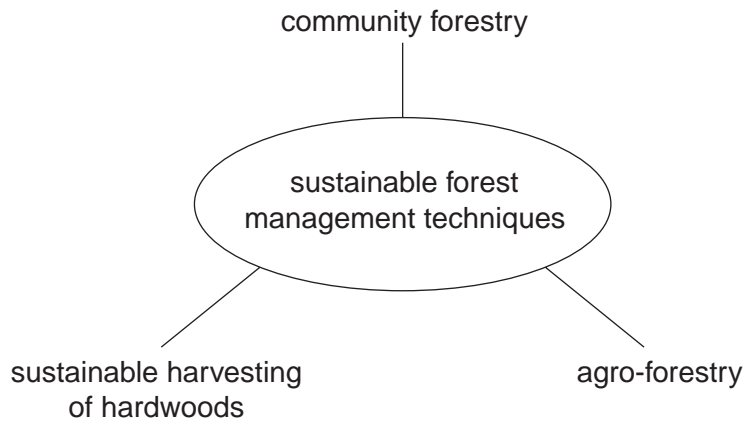 community forestry
sustainable forest
management techniques
sustainable harvesting
of hardwoods
agro-forestry